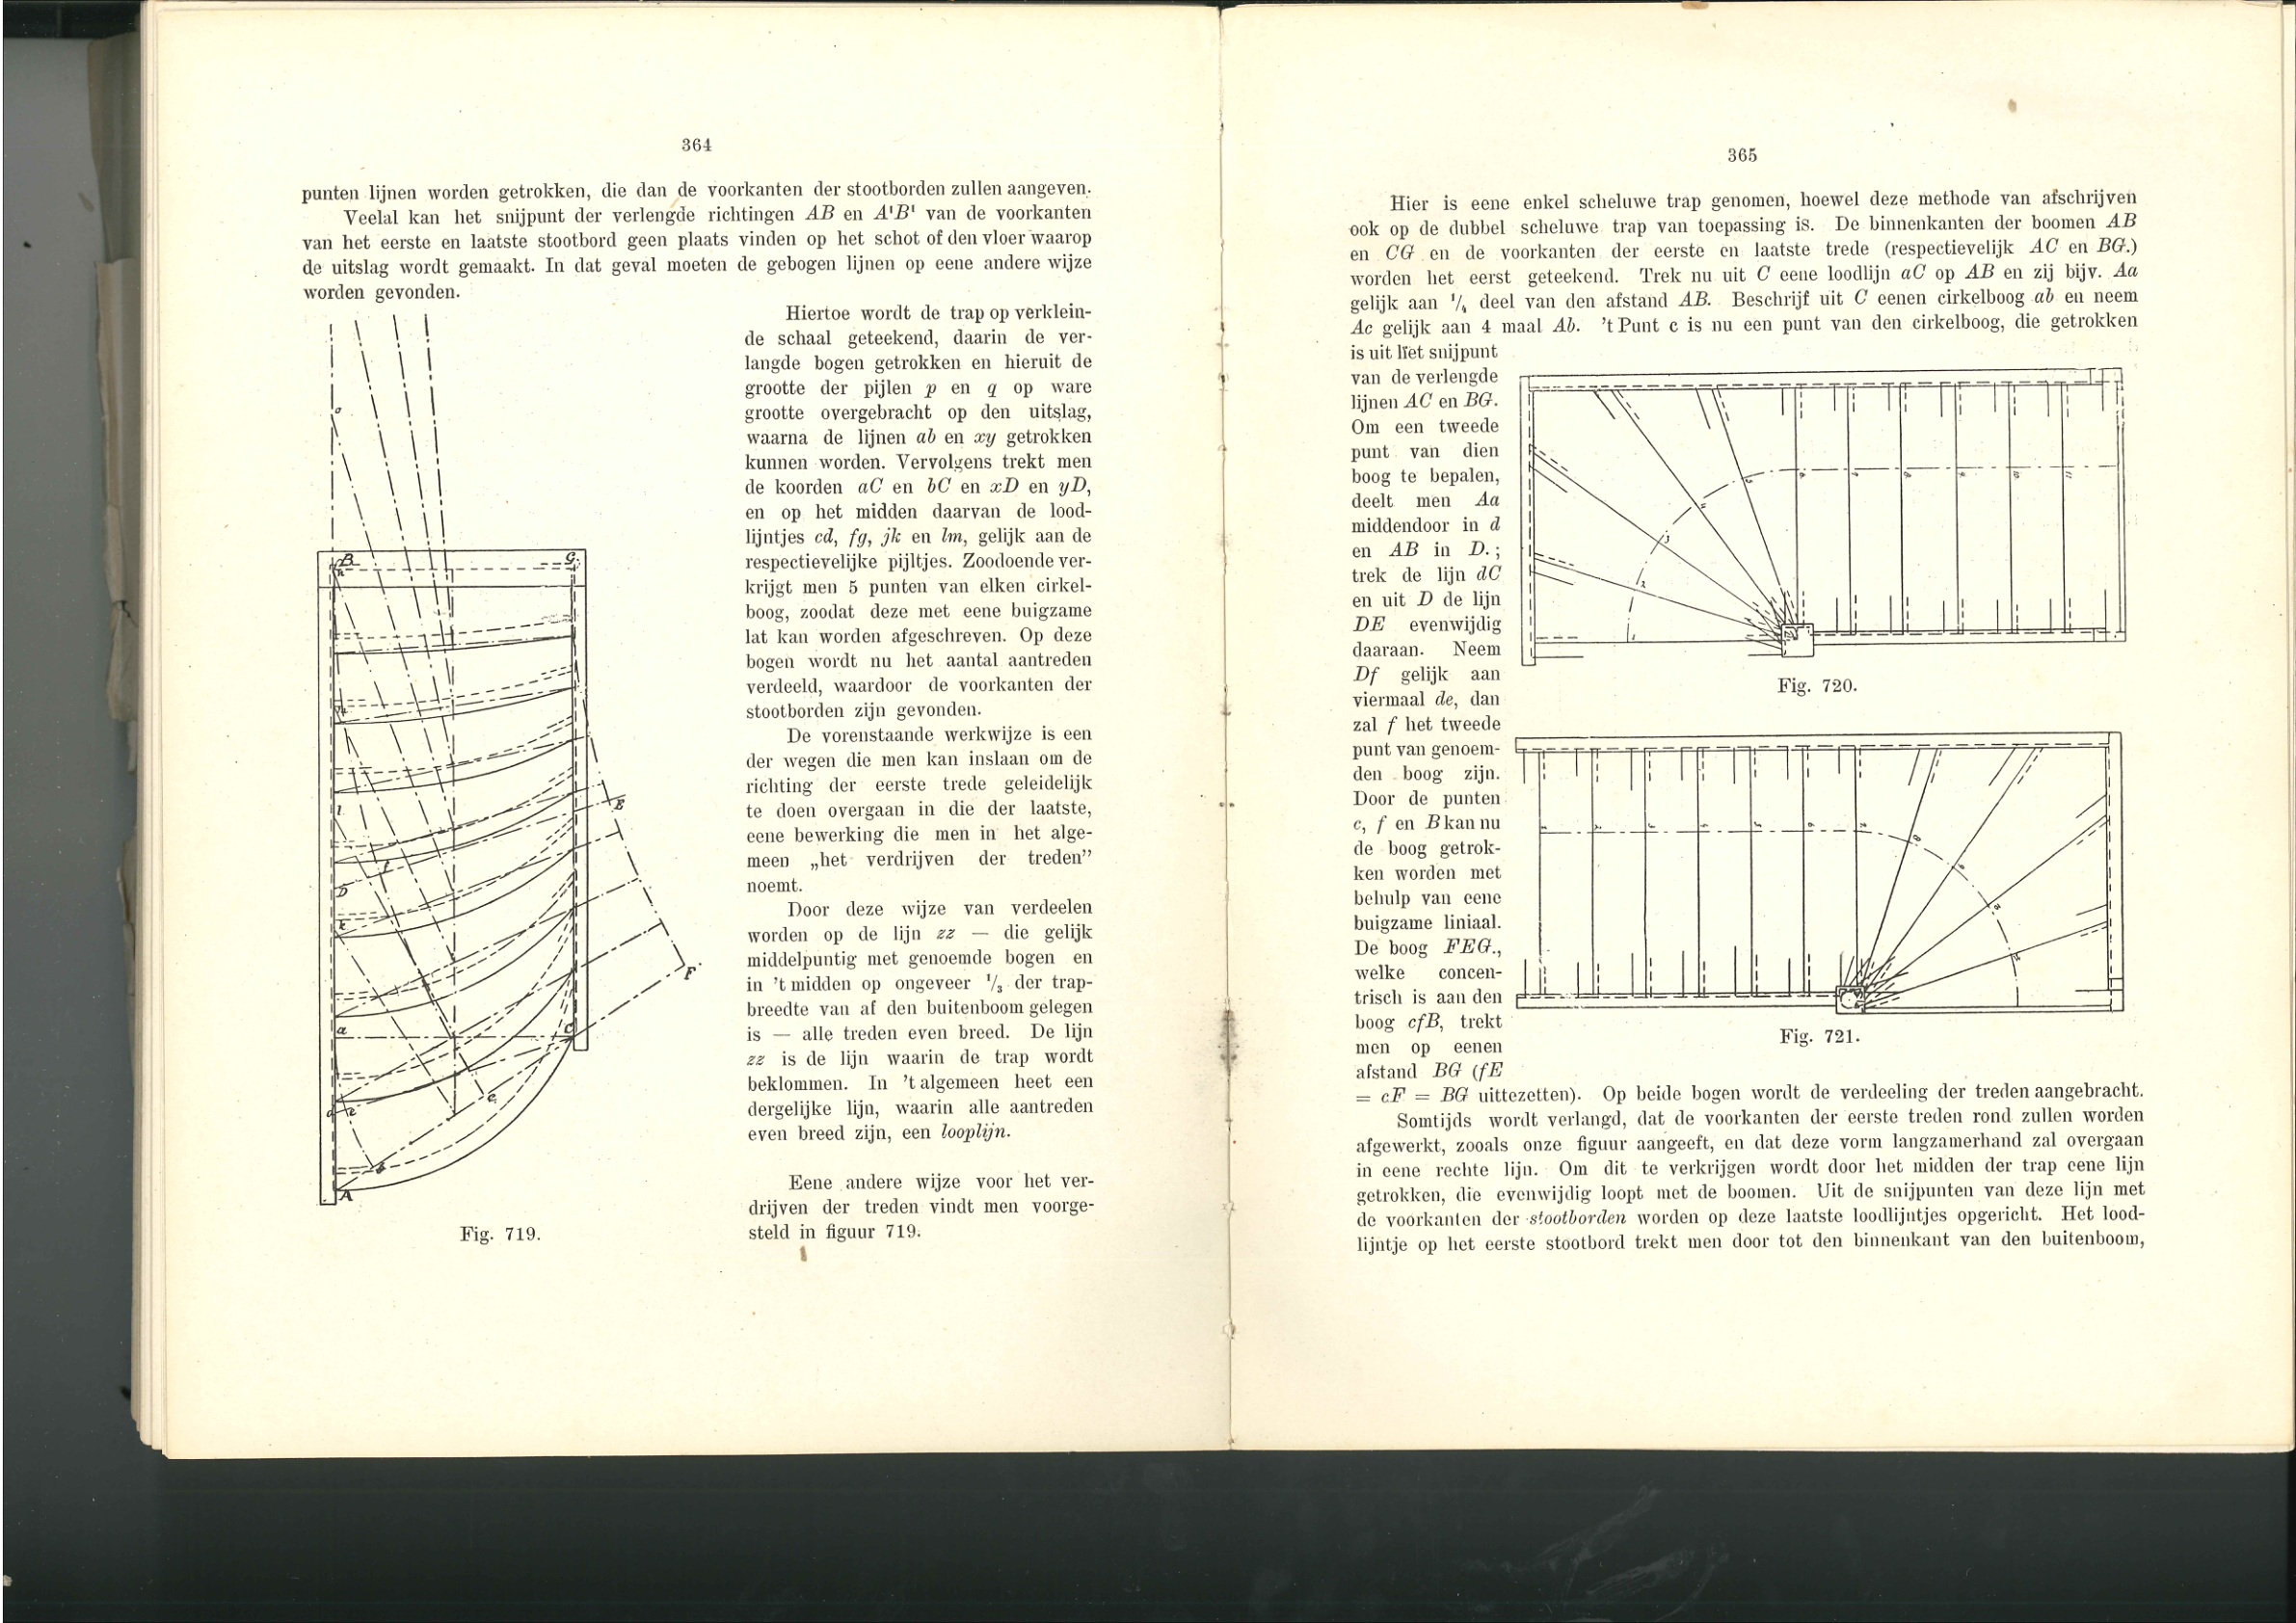 364
punten lijnen worden getrokken, die dan de voorkanten der stootborden zullen aangeven.
Veelal kan het snijpunt der verlengde richtingen AB en A'B' van de voorkanten
van het eerste en laatste stootbord geen plaats vinden op het schot of den vloer waarop
de uitslag wordt gemaakt. In dat geval moeten de gebogen lijnen op eene andere wijze
worden gevonden.
Hiertoe wordt de trap op verklein-
de schaal geteekend, daarin de ver-
langde bogen getrokken en hieruit de
grootte der pijlen p en q op ware
grootte overgebracht op den uitslag,
waarna de lijnen ab en xy getrokken
kunnen worden. Vervolgens trekt men
de koorden aC en bC en xD en yD,
en op het midden daarvan de lood-
lijntjes cd, fg, jk en lm, gelijk aan de
respectievelijke pijltjes. Zoodoende ver-
krijgt men 5 punten van elken cirkel-
boog, zoodat deze met eene buigzame
lat kan worden afgeschreven. Op deze
bogen wordt nu het aantal aantreden
verdeeld, waardoor de voorkanten der
stootborden zijn gevonden.
De vorenstaande werkwijze is een
der wegen die men kan inslaan om de
richting der eerste trede geleidelijk
te doen overgaan in die der laatste,
eene bewerking die men in het alge-
meen „het verdrijven der treden”
noemt.
Door deze wijze van verdeelen
worden op de lijn zz — die gelijk
middelpuntig met genoemde bogen en
in 't midden op ongeveer 1/3 der trap-
breedte van af den buitenboom gelegen
is — alle treden even breed. De lijn
zz is de lijn waarin de trap wordt
beklommen. In 't algemeen heet een
dergelijke lijn, waarin alle aantreden
even breed zijn, een looplijn.
Eene andere wijze voor het ver-
drijven der treden vindt men voorge-
steld in figuur 719.
B
G
E
D
F
a
C
A
Fig. 719.
365
Hier is eene enkel scheluwe trap genomen, hoewel deze methode van afschrijven
ook op de dubbel scheluwe trap van toepassing is. De binnenkanten der boomen AB
en CG en de voorkanten der eerste en laatste trede (respectievelijk AC en BG.)
worden het eerst geteekend. Trek nu uit C eene loodlijn aC op AB en zij bijv. Aa
gelijk aan 1/4 deel van den afstand AB. Beschrijf uit C eenen cirkelboog ab en neem
Ac gelijk aan 4 maal Ab. 't Punt c is nu een punt van den cirkelboog, die getrokken
is uit het snijpunt
van de verlengde
lijnen AC en BG.
Om een tweede
punt van dien
boog te bepalen,
deelt men Aa
middendoor in d
en AB in D.;
trek de lijn dC
en uit D de lijn
DE evenwijdig
daaraan. Neem
Df gelijk aan
viermaal de, dan
zal f het tweede
punt van genoem-
den boog zijn.
Door de punten
c, f en B kan nu
de boog getrok-
ken worden met
behulp van eene
buigzame liniaal.
De boog FEG.,
welke concen-
trisch is aan den
boog cfB, trekt
men op eenen
afstand BG (fE
= cF = BG uittezetten). Op beide bogen wordt de verdeeling der treden aangebracht.
Fig. 720.
Fig. 721.
Somtijds wordt verlangd, dat de voorkanten der eerste treden rond zullen worden
afgewerkt, zooals onze figuur aangeeft, en dat deze vorm langzamerhand zal overgaan
in eene rechte lijn. Om dit te verkrijgen wordt door het midden der trap eene lijn
getrokken, die evenwijdig loopt met de boomen. Uit de snijpunten van deze lijn met
de voorkanten der stootborden worden op deze laatste loodlijntjes opgericht. Het lood-
lijntje op het eerste stootbord trekt men door tot den binnenkant van den buitenboom,